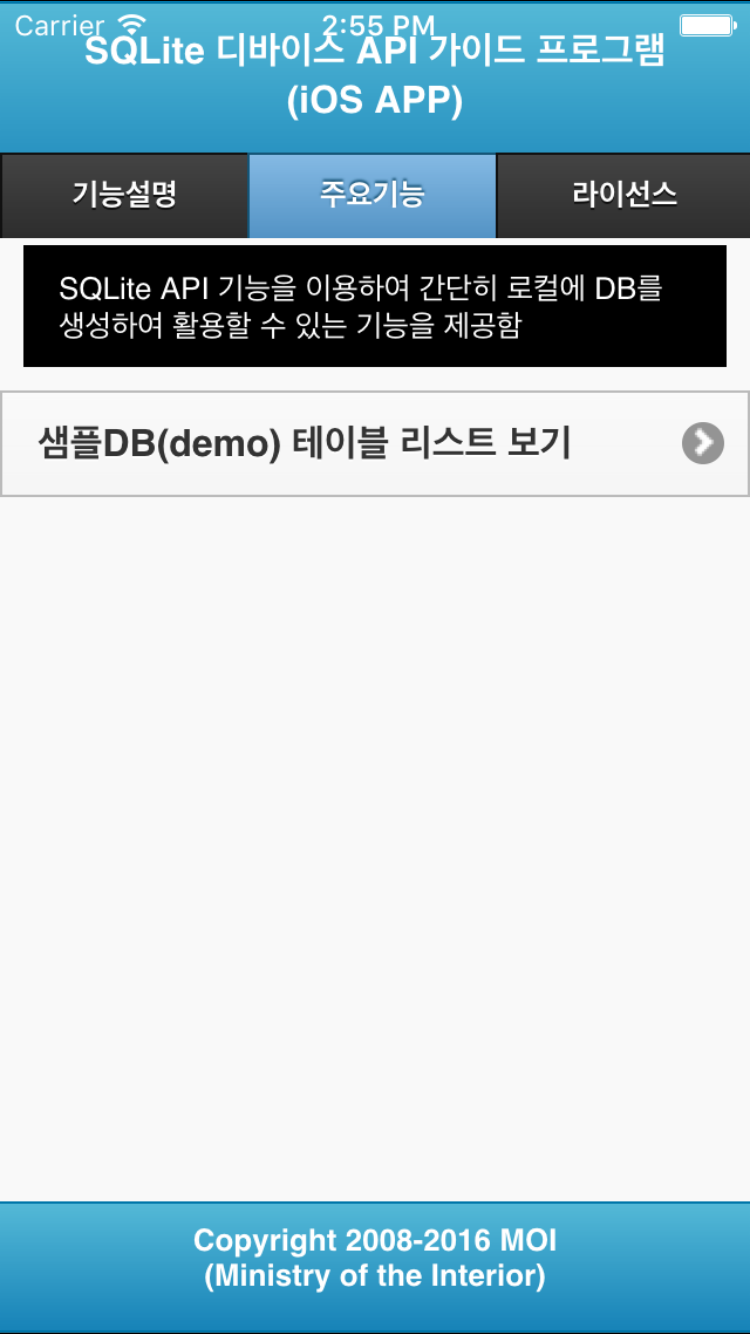 Carrier 2:55 PM
SQLite 디바이스 API 가이드 프로그램
(iOS APP)
기능설명 주요기능 라이선스
SQLite API 기능을 이용하여 간단히 로컬에 DB를
생성하여 활용할 수 있는 기능을 제공함
샘플DB(demo) 테이블 리스트 보기
Copyright 2008-2016 MOI
(Ministry of the Interior)